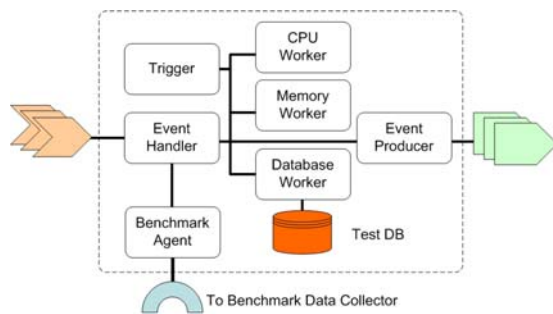 CPU
Worker
Trigger
Memory
Worker
Event
Handler
Event
Producer
Database
Worker
Benchmark
Agent
Test DB
To Benchmark Data Collector